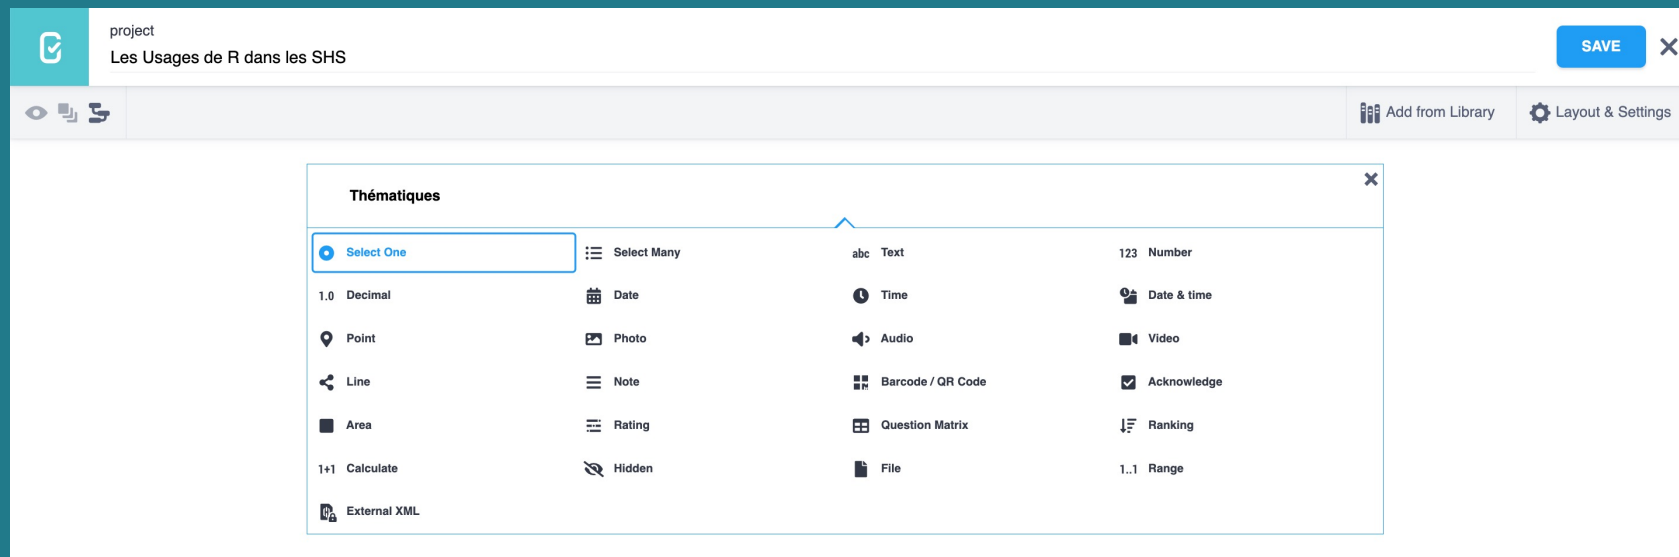 project
Les Usages de R dans les SHS
SAVE
Add from Library
Layout & Settings
Thématiques
Select One
Select Many
abc Text
123 Number
1.0 Decimal
Date
Time
Date & time
Point
Photo
Audio
Video
Line
Note
Barcode / QR Code
Acknowledge
Area
Rating
Question Matrix
Ranking
1+1 Calculate
Hidden
File
1..1 Range
External XML